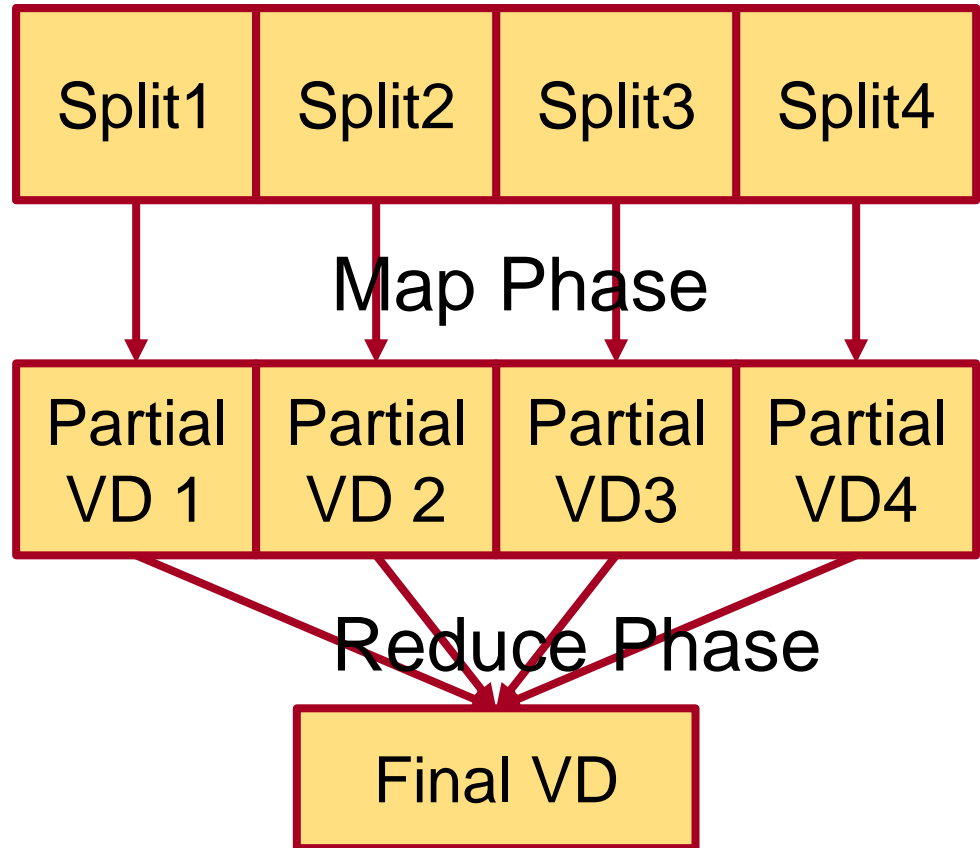 Split1 Split2 Split3 Split4
Map Phase
Partial VD 1
Partial VD 2
Partial VD3
Partial VD4
Reduce Phase
Final VD